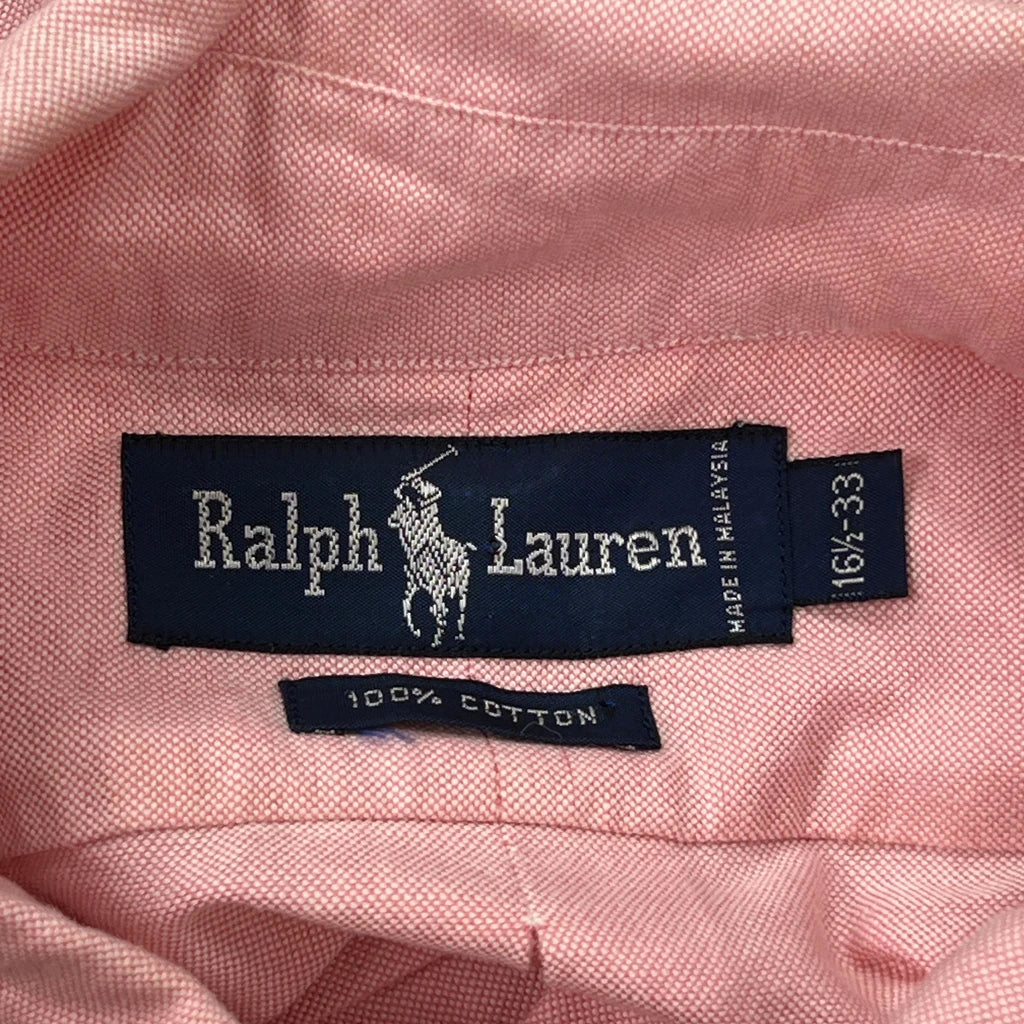 Ralph Lauren
MADE IN MALAYSIA
16½-33
100% COTTON